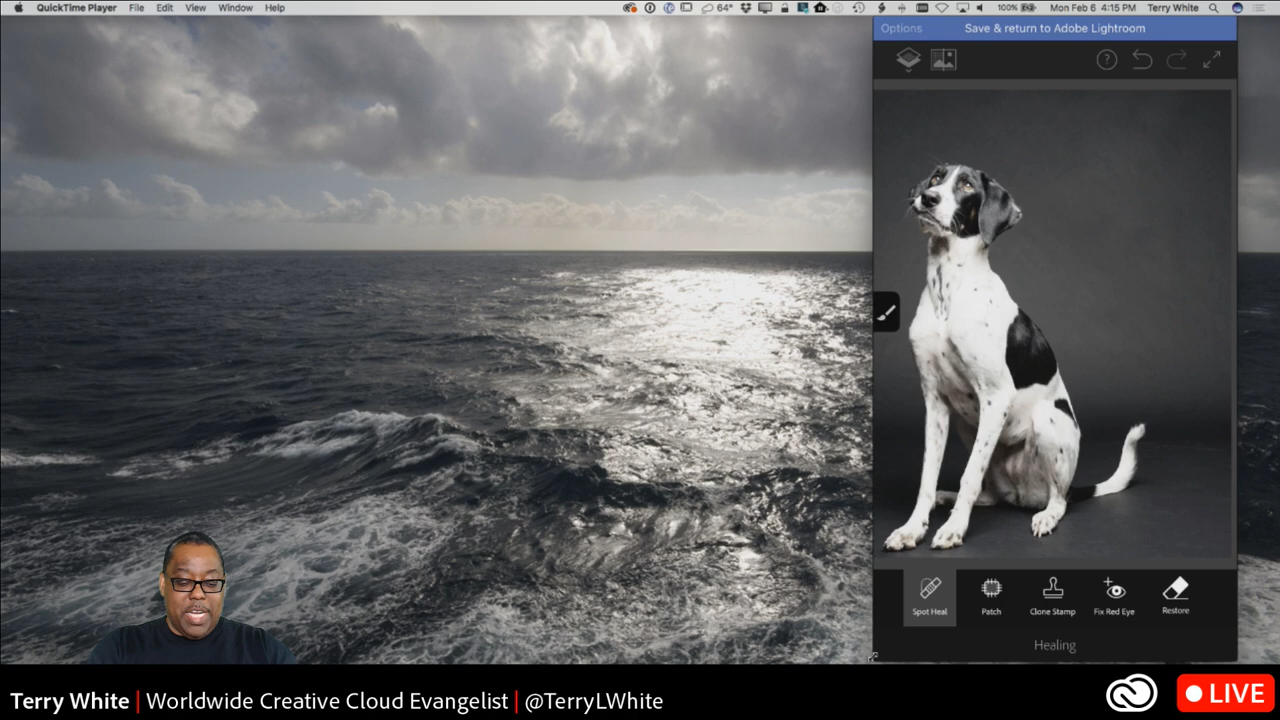 QuickTime Player File Edit View Window Help 64° 100% Mon Feb 6 4:15 PM Terry White
Options Save & return to Adobe Lightroom
Spot Heal Patch Clone Stamp Fix Red Eye Restore
Healing
Terry White | Worldwide Creative Cloud Evangelist | @TerryLWhite LIVE